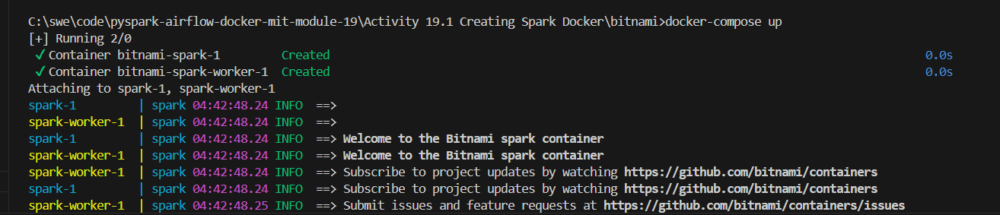 C:\swe\code\pyspark-airflow-docker-mit-module-19\Activity 19.1 Creating Spark Docker\bitnami>docker-compose up
[+] Running 2/0
✔ Container bitnami-spark-1         Created         0.0s
✔ Container bitnami-spark-worker-1  Created         0.0s
Attaching to spark-1, spark-worker-1
spark-1         | spark 04:42:48.24 INFO  ==>
spark-worker-1  | spark 04:42:48.24 INFO  ==>
spark-1         | spark 04:42:48.24 INFO  ==> Welcome to the Bitnami spark container
spark-worker-1  | spark 04:42:48.24 INFO  ==> Welcome to the Bitnami spark container
spark-worker-1  | spark 04:42:48.24 INFO  ==> Subscribe to project updates by watching https://github.com/bitnami/containers
spark-1         | spark 04:42:48.24 INFO  ==> Subscribe to project updates by watching https://github.com/bitnami/containers
spark-worker-1  | spark 04:42:48.25 INFO  ==> Submit issues and feature requests at https://github.com/bitnami/containers/issues